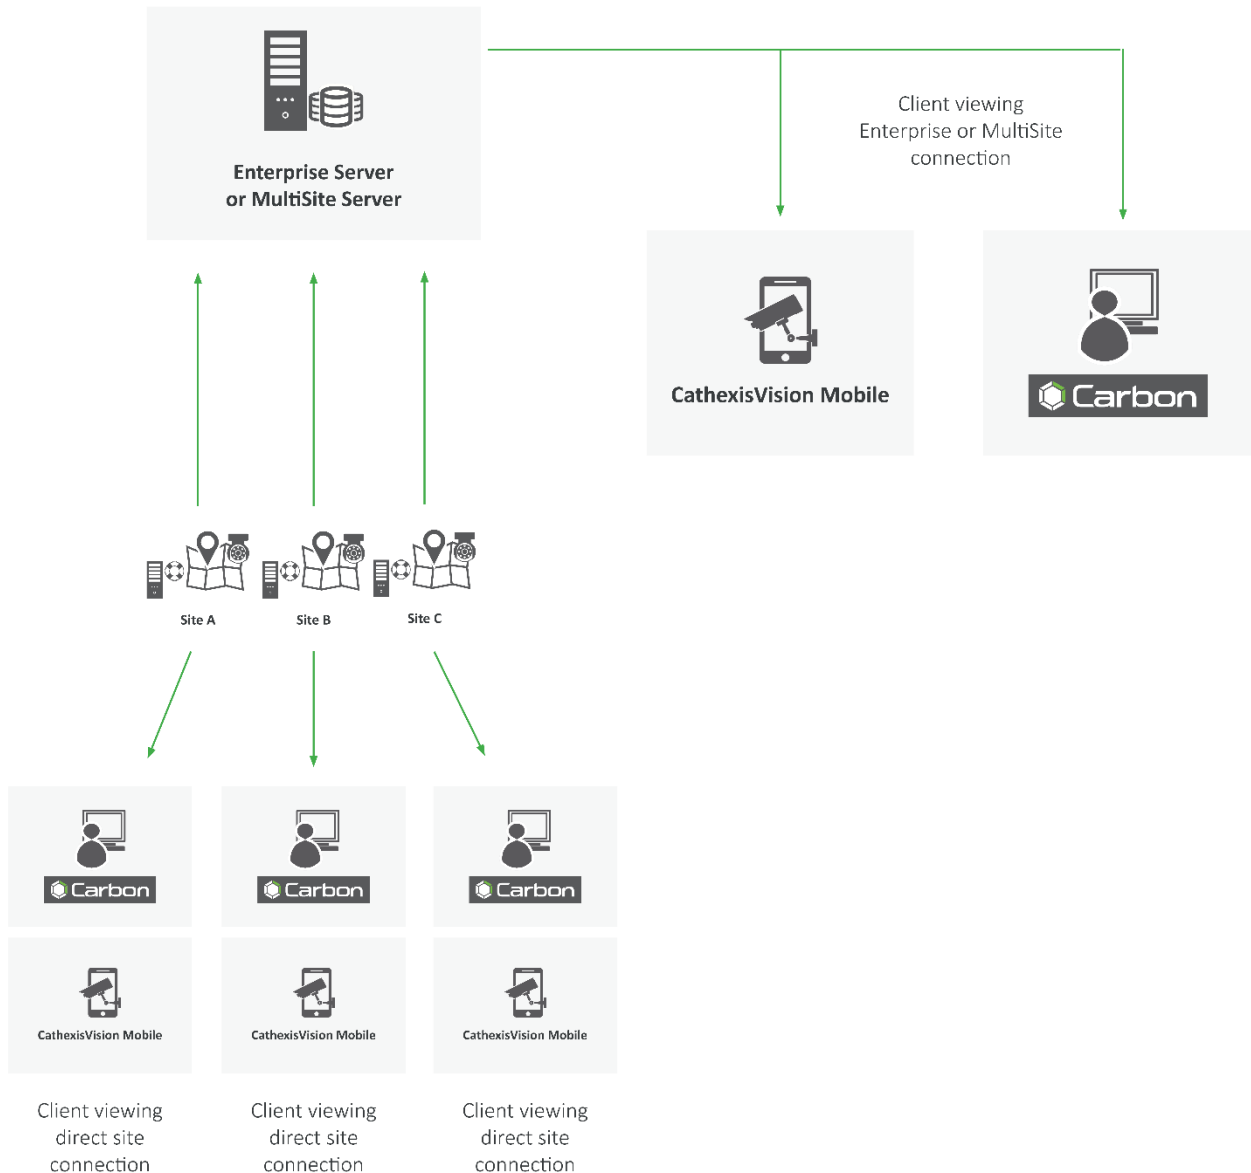 Enterprise Server
or MultiSite Server
Client viewing
Enterprise or MultiSite
connection
CathexisVision Mobile
Carbon
Site A
Site B
Site C
Carbon
Carbon
Carbon
CathexisVision Mobile
CathexisVision Mobile
CathexisVision Mobile
Client viewing
direct site
connection
Client viewing
direct site
connection
Client viewing
direct site
connection